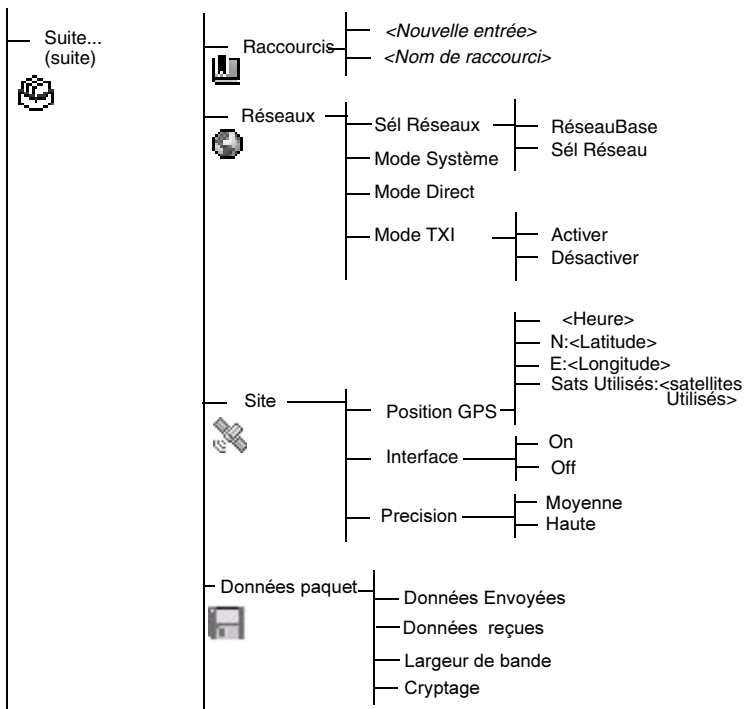 Suite...
(suite)
Raccourcis
<Nouvelle entrée>
<Nom de raccourci>
Réseaux
Sél Réseaux
RéseauBase
Sél Réseau
Mode Système
Mode Direct
Mode TXI
Activer
Désactiver
Site
Position GPS
<Heure>
N:<Latitude>
E:<Longitude>
Sats Utilisés:<satellites
Utilisés>
Interface
On
Off
Precision
Moyenne
Haute
Données paquet
Données Envoyées
Données reçues
Largeur de bande
Cryptage